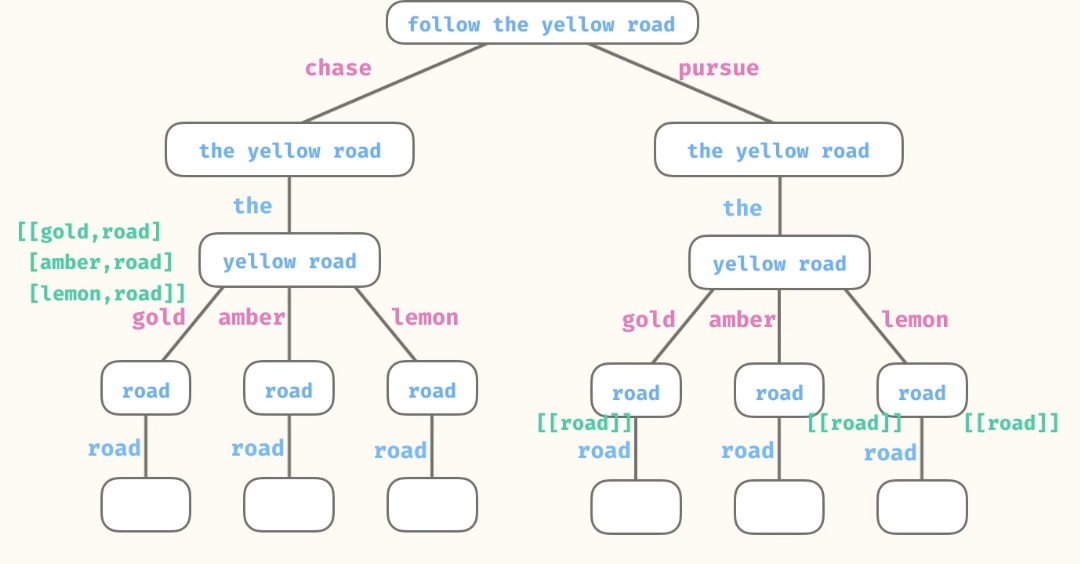 follow the yellow road
chase pursue
the yellow road the yellow road
the the
[[gold,road]
[amber,road]
[lemon,road]]
yellow road yellow road
gold amber lemon gold amber lemon
road road road road road road
[[road]] [[road]] [[road]]
road road road road road road